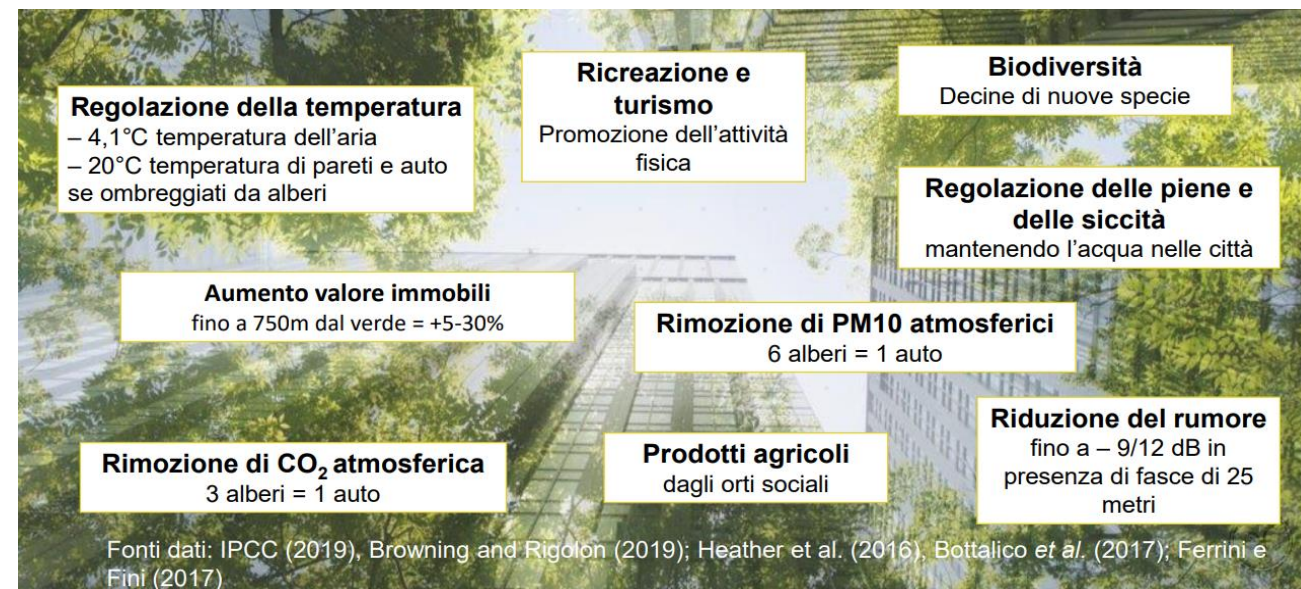 Regolazione della temperatura
– 4,1°C temperatura dell'aria
– 20°C temperatura di pareti e auto
se ombreggiati da alberi
Ricreazione e
turismo
Promozione dell'attività
fisica
Biodiversità
Decine di nuove specie
Regolazione delle piene e
delle siccità
mantenendo l'acqua nelle città
Aumento valore immobili
fino a 750m dal verde = +5-30%
Rimozione di PM10 atmosferici
6 alberi = 1 auto
Rimozione di CO₂ atmosferica
3 alberi = 1 auto
Prodotti agricoli
dagli orti sociali
Riduzione del rumore
fino a – 9/12 dB in
presenza di fasce di 25
metri
Fonti dati: IPCC (2019), Browning and Rigolon (2019); Heather et al. (2016), Bottalico et al. (2017); Ferrini e
Fini (2017)